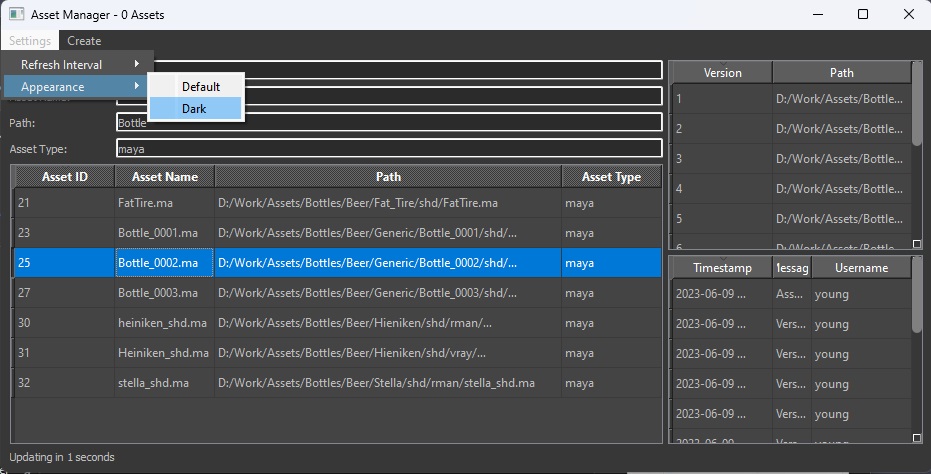 Asset Manager - 0 Assets
Settings Create
Refresh Interval
Appearance
Default
Dark
Path: Bottle
Asset Type: maya
Asset ID Asset Name Path Asset Type
21 FatTire.ma D:/Work/Assets/Bottles/Beer/Fat_Tire/shd/FatTire.ma maya
23 Bottle_0001.ma D:/Work/Assets/Bottles/Beer/Generic/Bottle_0001/shd/... maya
25 Bottle_0002.ma D:/Work/Assets/Bottles/Beer/Generic/Bottle_0002/shd/... maya
27 Bottle_0003.ma D:/Work/Assets/Bottles/Beer/Generic/Bottle_0003/shd/... maya
30 heiniken_shd.ma D:/Work/Assets/Bottles/Beer/Hieniken/shd/rman/... maya
31 Heiniken_shd.ma D:/Work/Assets/Bottles/Beer/Hieniken/shd/vray/... maya
32 stella_shd.ma D:/Work/Assets/Bottles/Beer/Stella/shd/rman/stella_shd.ma maya
Version Path
1 D:/Work/Assets/Bottle...
2 D:/Work/Assets/Bottle...
3 D:/Work/Assets/Bottle...
4 D:/Work/Assets/Bottle...
5 D:/Work/Assets/Bottle...
6 D:/Work/Assets/Bottle...
Timestamp Messag Username
2023-06-09 ... Ass... young
2023-06-09 ... Vers... young
2023-06-09 ... Vers... young
2023-06-09 ... Vers... young
2023-06-09 ... Vers... young
2023-06-09 ... Vers... young
Updating in 1 seconds